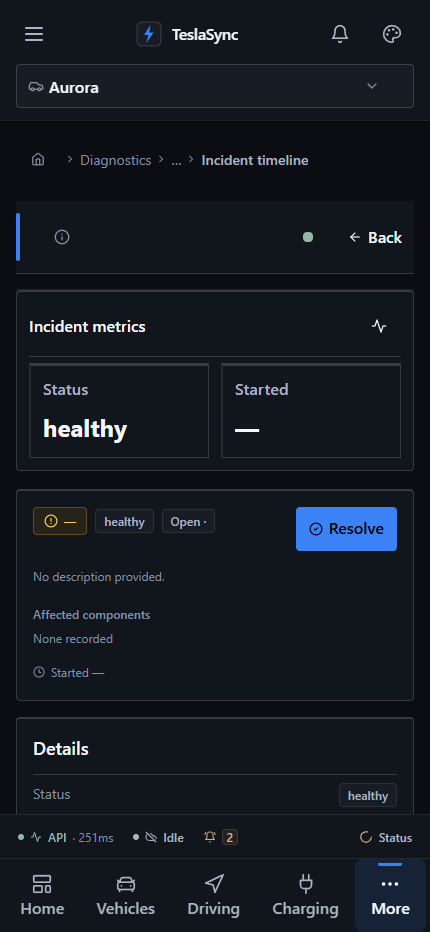 TeslaSync
Aurora
Diagnostics > ... > Incident timeline
Back
Incident metrics
Status
healthy
Started
—
—
healthy
Open ·
Resolve
No description provided.
Affected components
None recorded
Started —
Details
Status
healthy
API · 251ms
Idle
2
Status
Home
Vehicles
Driving
Charging
More